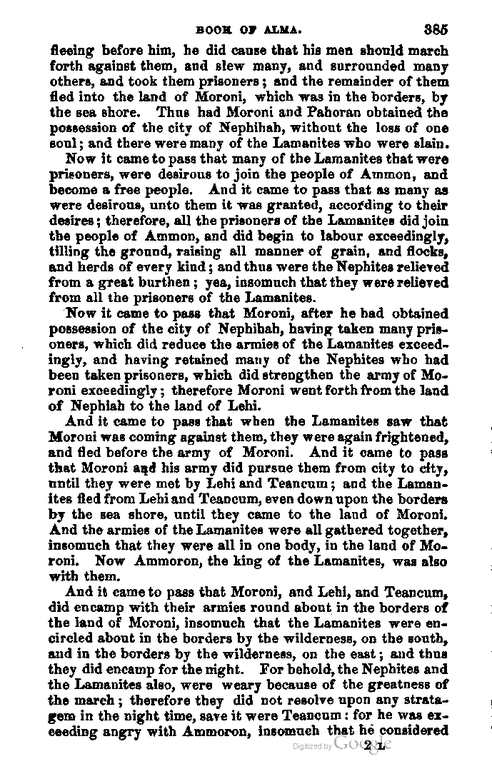 BOOK OF ALMA. 385
fleeing before him, he did cause that his men should march
forth against them, and slew many, and surrounded many
others, and took them prisoners; and the remainder of them
fled into the land of Moroni, which was in the borders, by
the sea shore. Thus had Moroni and Pahoran obtained the
possession of the city of Nephihah, without the loss of one
soul; and there were many of the Lamanites who were slain.
Now it came to pass that many of the Lamanites that were
prisoners, were desirous to join the people of Ammon, and
become a free people. And it came to pass that as many as
were desirous, unto them it was granted, according to their
desires; therefore, all the prisoners of the Lamanites did join
the people of Ammon, and did begin to labour exceedingly,
tilling the ground, raising all manner of grain, and flocks,
and herds of every kind; and thus were the Nephites relieved
from a great burthen; yea, insomuch that they were relieved
from all the prisoners of the Lamanites.
Now it came to pass that Moroni, after he had obtained
possession of the city of Nephihah, having taken many pris-
oners, which did reduce the armies of the Lamanites exceed-
ingly, and having retained many of the Nephites who had
been taken prisoners, which did strengthen the army of Mo-
roni exceedingly; therefore Moroni went forth from the land
of Nephiah to the land of Lehi.
And it came to pass that when the Lamanites saw that
Moroni was coming against them, they were again frightened,
and fled before the army of Moroni. And it came to pass
that Moroni and his army did pursue them from city to city,
until they were met by Lehi and Teancum; and the Laman-
ites fled from Lehi and Teancum, even down upon the borders
by the sea shore, until they came to the land of Moroni.
And the armies of the Lamanites were all gathered together,
insomuch that they were all in one body, in the land of Mo-
roni. Now Ammoron, the king of the Lamanites, was also
with them.
And it came to pass that Moroni, and Lehi, and Teancum,
did encamp with their armies round about in the borders of
the land of Moroni, insomuch that the Lamanites were en-
circled about in the borders by the wilderness, on the south,
and in the borders by the wilderness, on the east; and thus
they did encamp for the night. For behold, the Nephites and
the Lamanites also, were weary because of the greatness of
the march; therefore they did not resolve upon any strata-
gem in the night time, save it were Teancum: for he was ex-
ceeding angry with Ammoron, insomuch that he considered
2 L
Digitized by Google